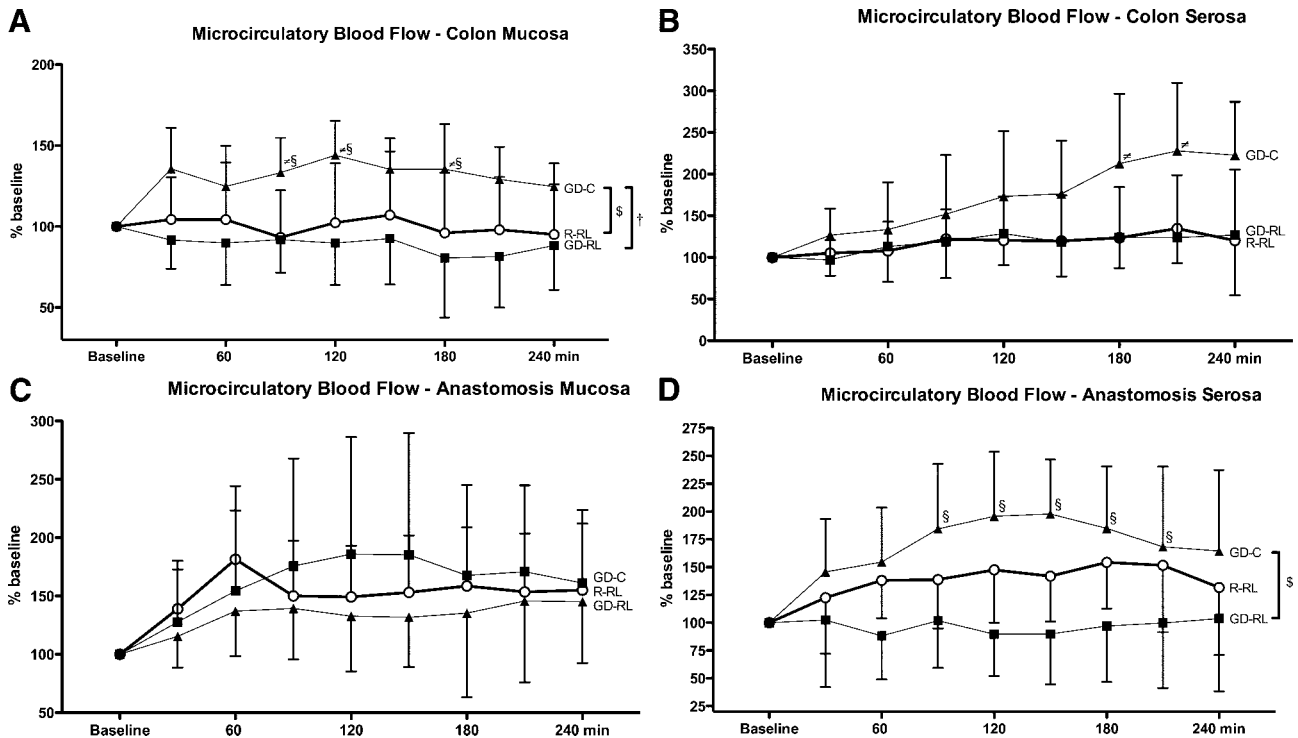 A
Microcirculatory Blood Flow - Colon Mucosa
% baseline
200
150
100
50
≠§
≠§
≠§
GD-C
R-RL
GD-RL
$
†
Baseline
60
120
180
240 min
B
Microcirculatory Blood Flow - Colon Serosa
% baseline
350
300
250
200
150
100
50
0
≠
≠
GD-C
GD-RL
R-RL
Baseline
60
120
180
240 min
C
Microcirculatory Blood Flow - Anastomosis Mucosa
% baseline
300
250
200
150
100
50
GD-C
R-RL
GD-RL
Baseline
60
120
180
240 min
D
Microcirculatory Blood Flow - Anastomosis Serosa
% baseline
275
250
225
200
175
150
125
100
75
50
25
§
§
§
§
§
GD-C
R-RL
GD-RL
$
Baseline
60
120
180
240 min